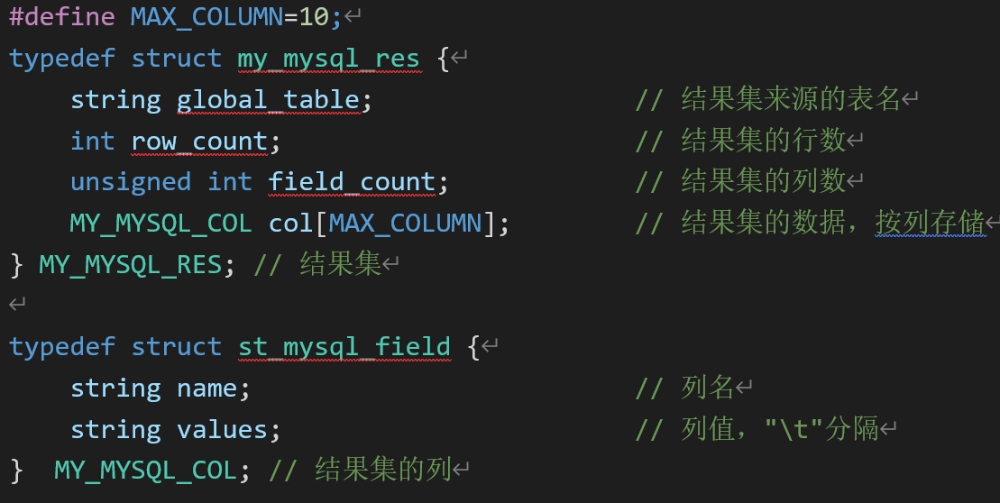 #define MAX_COLUMN=10;↵
typedef struct my_mysql_res {↵
    string global_table;                 // 结果集来源的表名↵
    int row_count;                       // 结果集的行数↵
    unsigned int field_count;            // 结果集的列数↵
    MY_MYSQL_COL col[MAX_COLUMN];        // 结果集的数据，按列存储↵
} MY_MYSQL_RES; // 结果集↵
↵
typedef struct st_mysql_field {↵
    string name;                         // 列名↵
    string values;                       // 列值，"\t"分隔↵
}  MY_MYSQL_COL; // 结果集的列↵